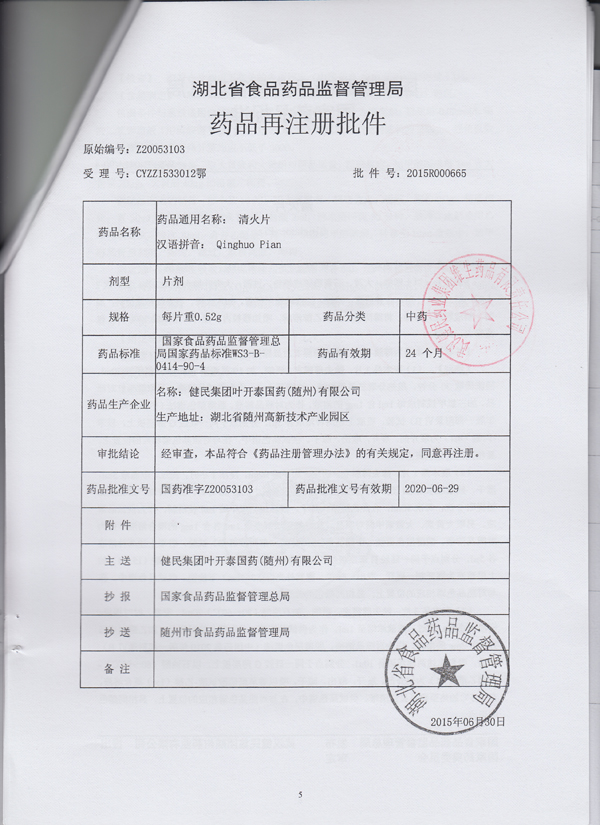 湖北省食品药品监督管理局
药品再注册批件
原始编号：Z20053103
受 理 号：CYZZ1533012鄂
批 件 号：2015R000665
药品名称
药品通用名称： 清火片
汉语拼音： Qinghuo Pian
剂型
片剂
规格
每片重0.52g
药品分类
中药
药品标准
国家食品药品监督管理总
局国家药品标准WS3-B-
0414-90-4
药品有效期
24 个月
药品生产企业
名称：健民集团叶开泰国药(随州)有限公司
生产地址：湖北省随州高新技术产业园区
审批结论
经审查，本品符合《药品注册管理办法》的有关规定，同意再注册。
药品批准文号
国药准字Z20053103
药品批准文号有效期
2020-06-29
附 件
主 送
健民集团叶开泰国药(随州)有限公司
抄 报
国家食品药品监督管理总局
抄 送
随州市食品药品监督管理局
备 注
湖北省食品药品监督管理局
2015年06月30日
5